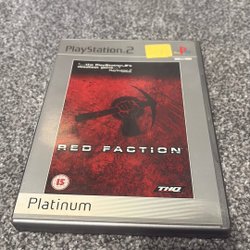 PlayStation.2
RED FACTION
15
THQ
Platinum